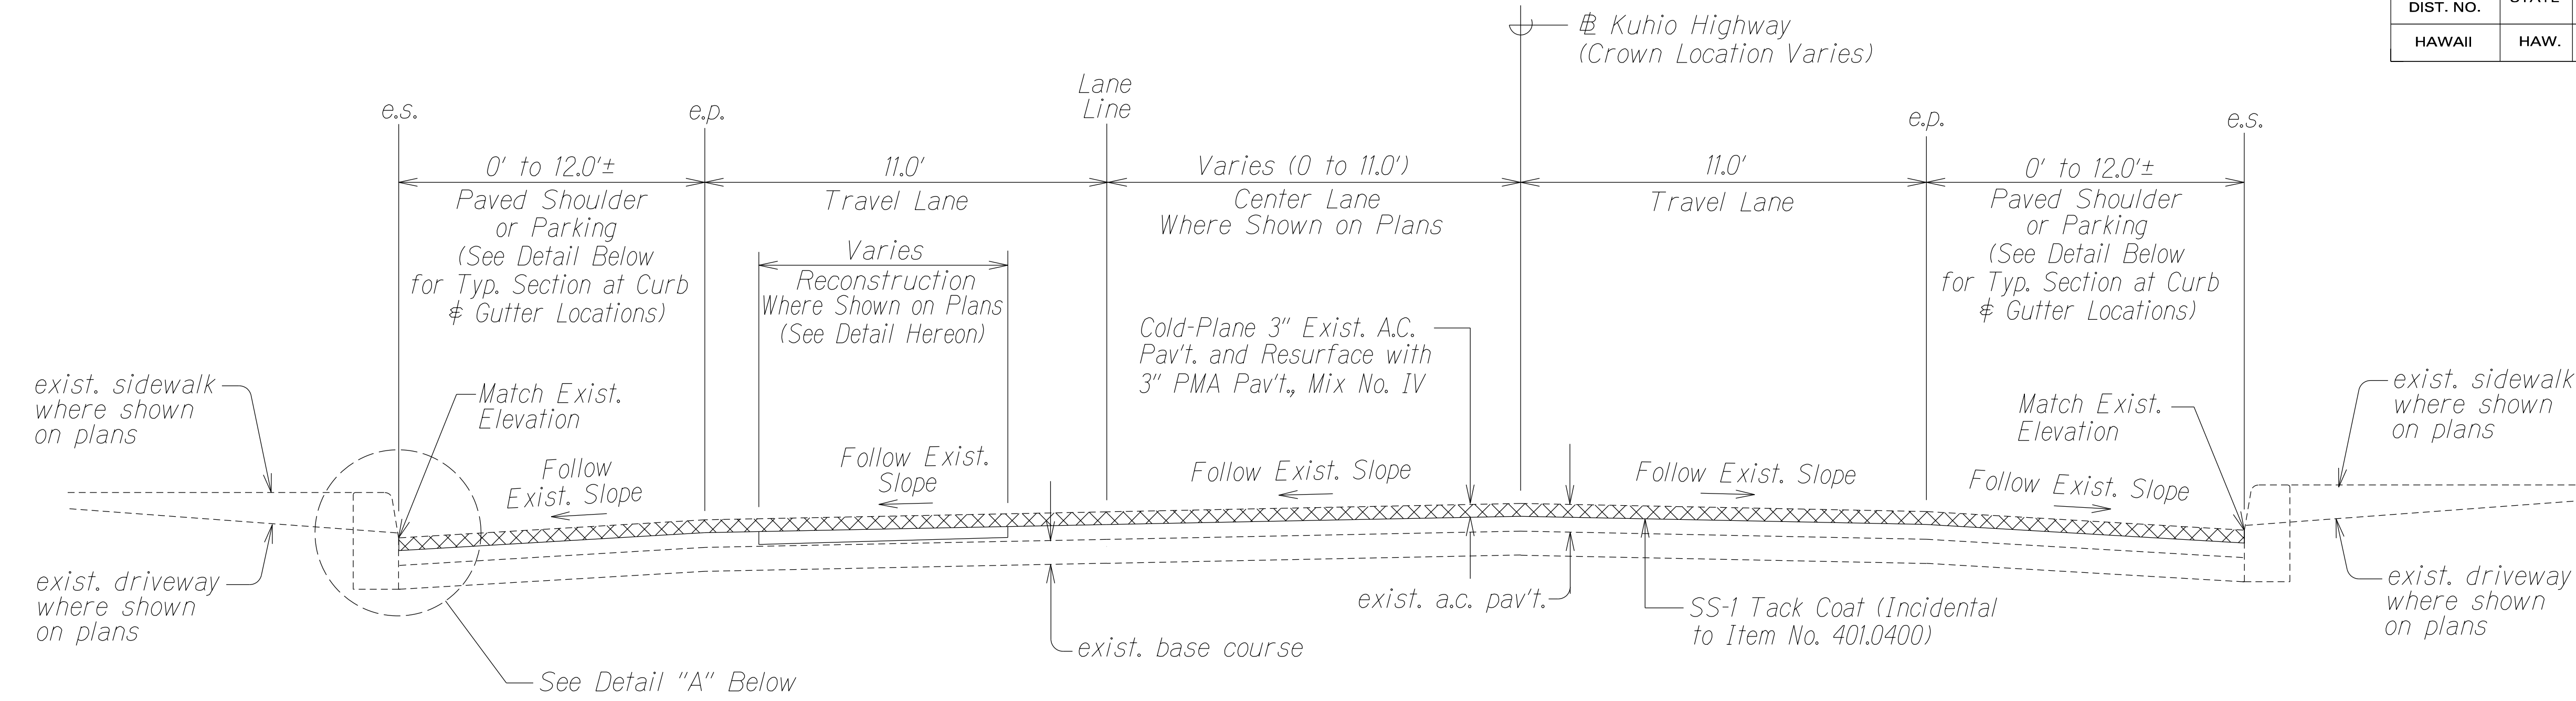 DIST. NO. STATE
HAWAII HAW.
℄ Kuhio Highway
(Crown Location Varies)
Lane
Line
e.s.
e.p.
e.p.
e.s.
0' to 12.0'±
11.0'
Varies (0 to 11.0')
11.0'
0' to 12.0'±
Paved Shoulder
or Parking
(See Detail Below
for Typ. Section at Curb
& Gutter Locations)
Travel Lane
Center Lane
Where Shown on Plans
Travel Lane
Paved Shoulder
or Parking
(See Detail Below
for Typ. Section at Curb
& Gutter Locations)
Varies
Reconstruction
Where Shown on Plans
(See Detail Hereon)
Cold-Plane 3" Exist. A.C.
Pav't. and Resurface with
3" PMA Pav't., Mix No. IV
exist. sidewalk
where shown
on plans
Match Exist.
Elevation
Match Exist.
Elevation
exist. sidewalk
where shown
on plans
Follow
Exist. Slope
Follow Exist.
Slope
Follow Exist. Slope
Follow Exist. Slope
Follow Exist. Slope
exist. driveway
where shown
on plans
exist. a.c. pav't.
SS-1 Tack Coat (Incidental
to Item No. 401.0400)
exist. driveway
where shown
on plans
exist. base course
See Detail "A" Below